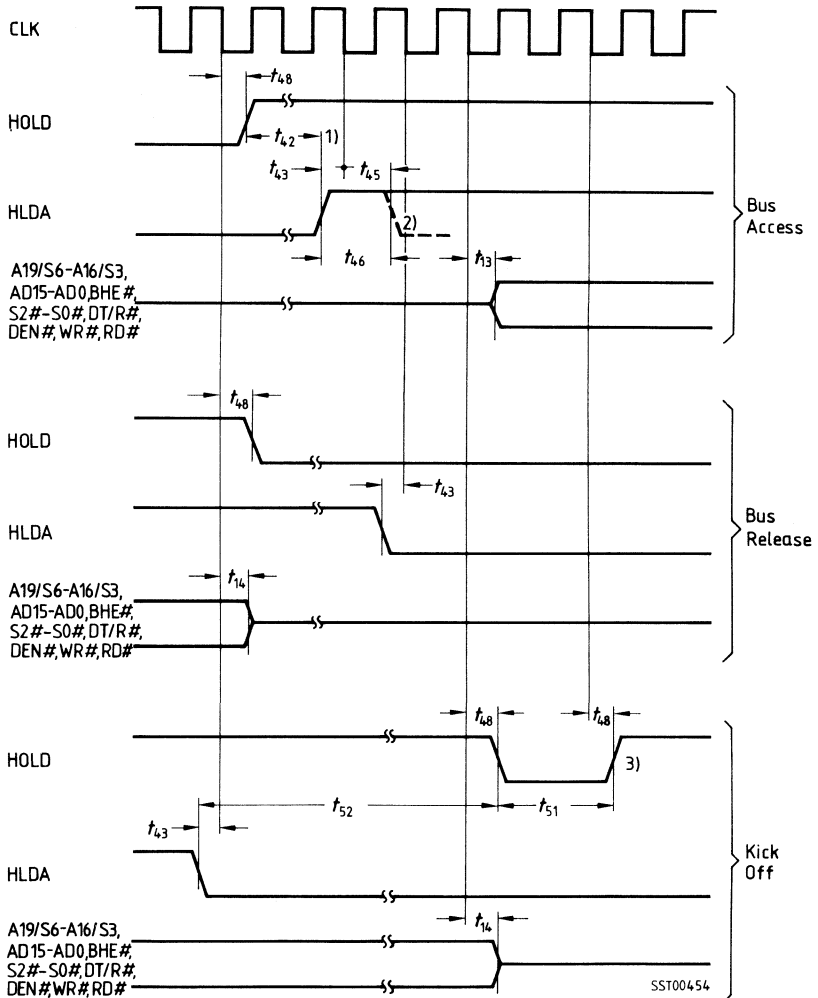 CLK
t48
HOLD
t42 1)
t43 t45
HLDA
2)
t46
Bus
Access
t13
A19/S6-A16/S3,
AD15-AD0,BHE#,
S2#-S0#,DT/R#,
DEN#,WR#,RD#
t48
HOLD
t43
HLDA
Bus
Release
t14
A19/S6-A16/S3,
AD15-AD0,BHE#,
S2#-S0#,DT/R#,
DEN#,WR#,RD#
t48 t48
HOLD
3)
t52 t51
t43
HLDA
Kick
Off
t14
A19/S6-A16/S3,
AD15-AD0,BHE#,
S2#-S0#,DT/R#,
DEN#,WR#,RD#
SST00454